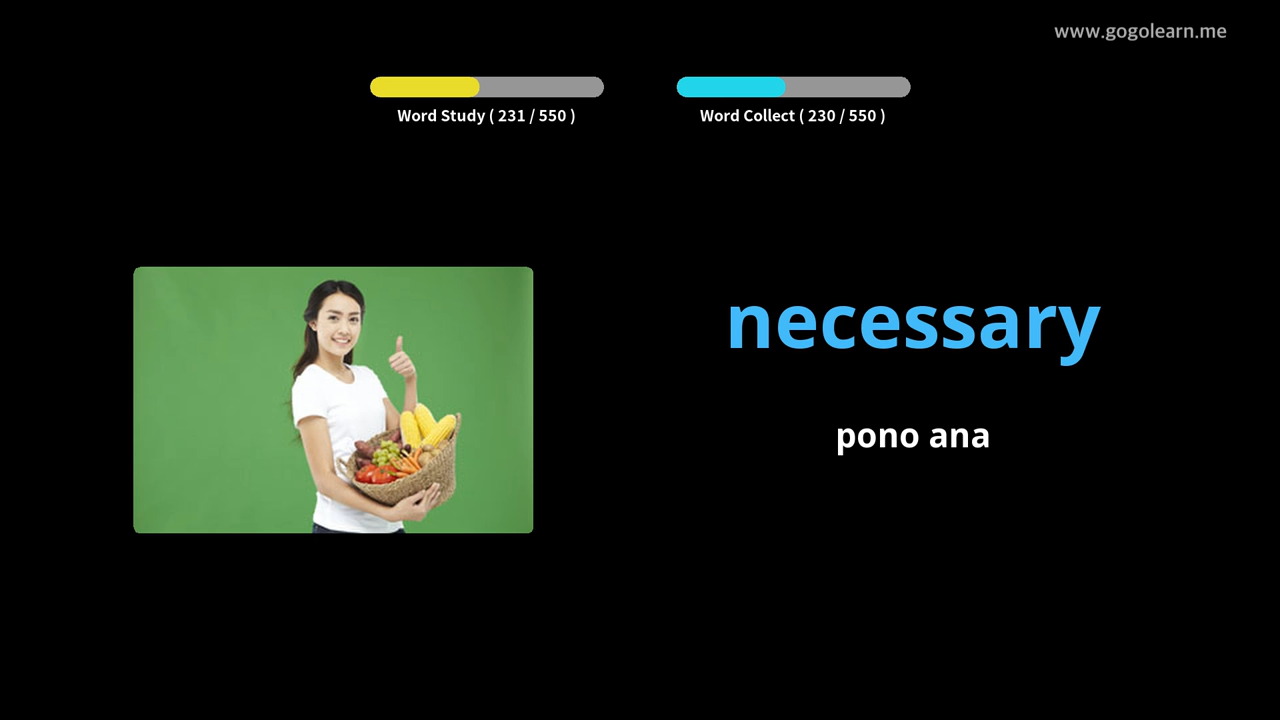 www.gogolearn.me
Word Study ( 231 / 550 )
Word Collect ( 230 / 550 )
necessary
pono ana